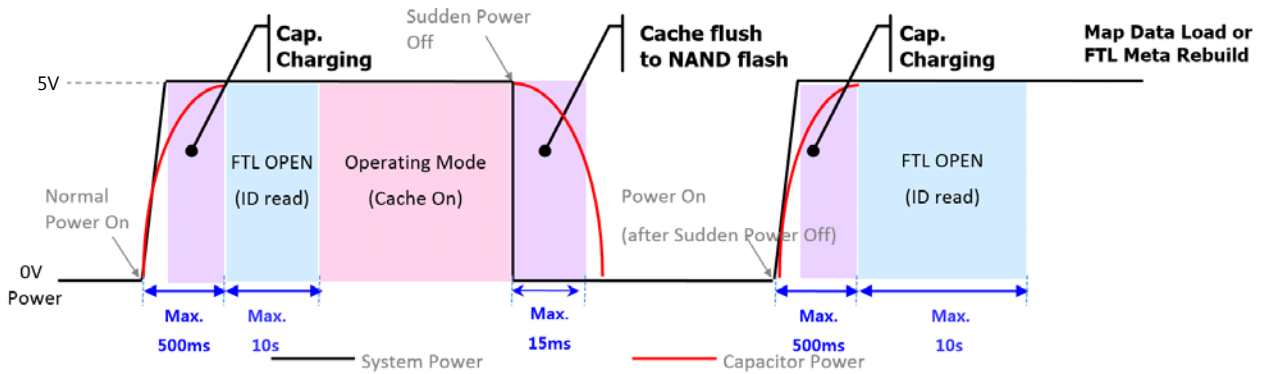 Sudden Power
Off
Cap.
Charging
Cache flush
to NAND flash
Cap.
Charging
Map Data Load or
FTL Meta Rebuild
5V
FTL OPEN
(ID read)
Operating Mode
(Cache On)
FTL OPEN
(ID read)
Normal
Power On
Power On
(after Sudden Power Off)
0V
Power
Max.
500ms
Max.
10s
Max.
15ms
Max.
500ms
Max.
10s
System Power
Capacitor Power